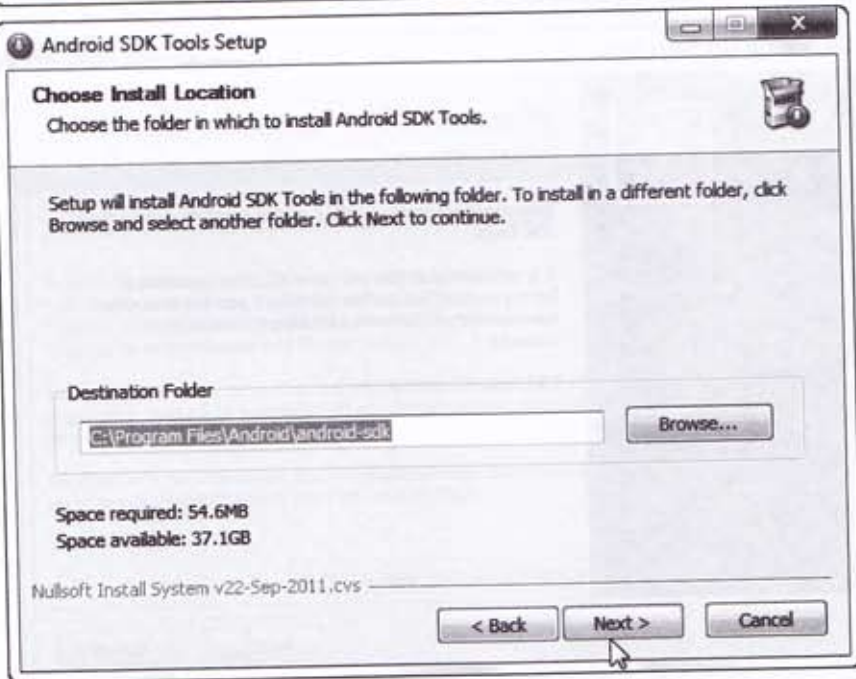 Android SDK Tools Setup
Choose Install Location
Choose the folder in which to install Android SDK Tools.
Setup will install Android SDK Tools in the following folder. To install in a different folder, click
Browse and select another folder. Click Next to continue.
Destination Folder
C:\Program Files\Android\android-sdk
Browse...
Space required: 54.6MB
Space available: 37.1GB
Nullsoft Install System v22-Sep-2011.cvs
< Back
Next >
Cancel